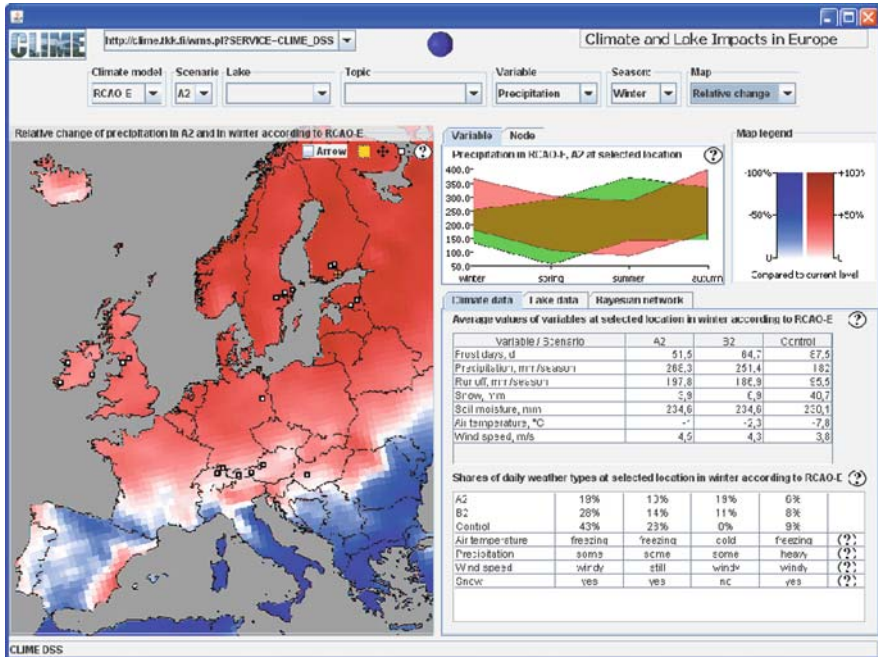 CLIME
http://clime.tkk.fi/wms.pl?SERVICE=CLIME_DSS
Climate and Lake Impacts in Europe
Climate model Scenario Lake Topic Variable Season: Map
RCAO E A2 Precipitation Winter Relative change
Relative change of precipitation in A2 and in winter according to RCAO-E
Arrow
Variable Node
Precipitation in RCAO-E, A2 at selected location
400.0
350.0
300.0
250.0
200.0
150.0
100.0
50.0
winter spring summer autumn
Map legend
-100% +100%
-50% +50%
Compared to current level
Climate data Lake data Bayesian network
Average values of variables at selected location in winter according to RCAO-E
Variable / Scenario A2 B2 Control
Frost days, d 51,5 64,7 87,5
Precipitation, mm/season 268,3 251,4 182
Run off, mm/season 197,8 186,9 95,5
Snow, mm 3,9 6,9 40,7
Soil moisture, mm 234,6 234,6 230,1
Air temperature, °C -1 -2,3 -7,8
Wind speed, m/s 4,5 4,3 3,8
Shares of daily weather types at selected location in winter according to RCAO-E
A2 19% 10% 19% 6%
B2 28% 14% 11% 8%
Control 43% 23% 0% 9%
Air temperature freezing freezing cold freezing (?)
Precipitation some some some heavy (?)
Wind speed windy still windy windy (?)
Snow yes yes no yes (?)
CLIME DSS